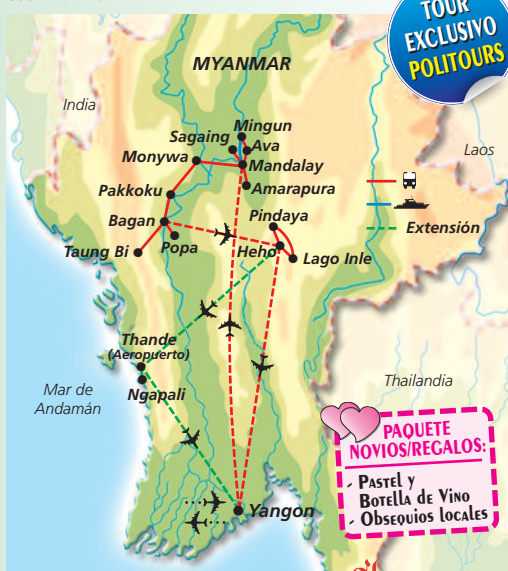 TOUR
EXCLUSIVO
POLITOURS
MYANMAR
India
Mingun
Sagaing
Ava
Monywa
Mandalay
Laos
Amarapura
Pakkoku
Pindaya
Bagan
Extensión
Popa
Heho
Taung Bi
Lago Inle
Thande
(Aeropuerto)
Ngapali
Mar de
Andamán
Thailandia
PAQUETE
NOVIOS/REGALOS:
- Pastel y
Botella de Vino
- Obsequios locales
Yangon